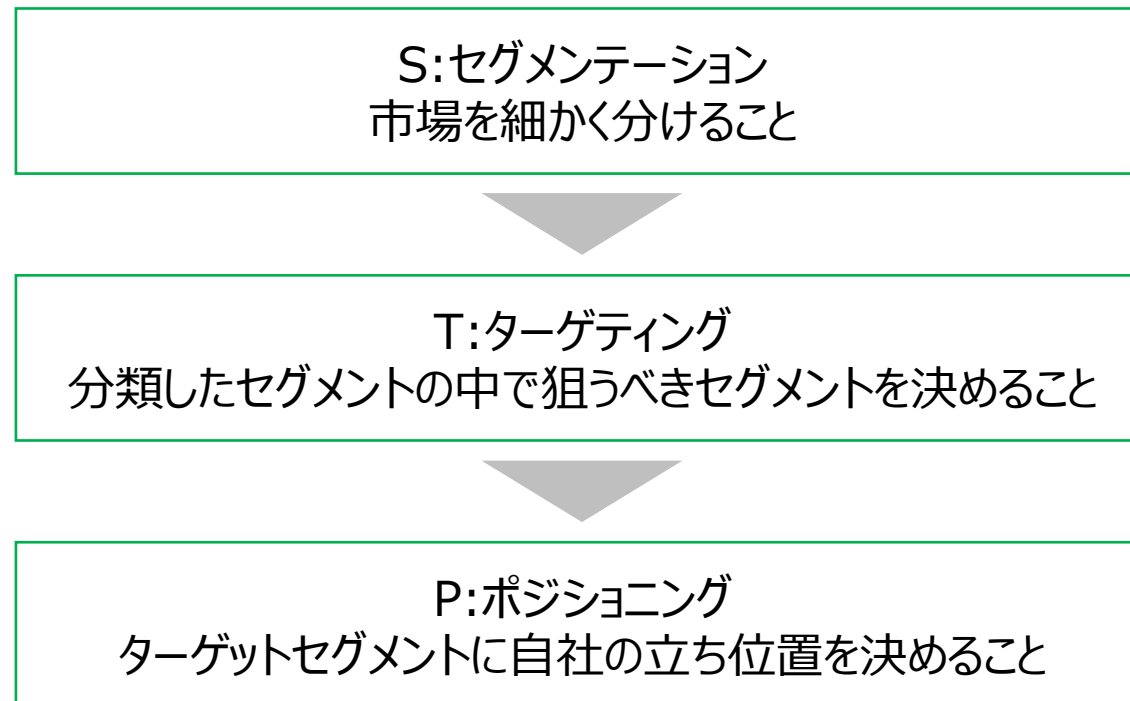 S:セグメンテーション
市場を細かく分けること
T:ターゲティング
分類したセグメントの中で狙うべきセグメントを決めること
P:ポジショニング
ターゲットセグメントに自社の立ち位置を決めること